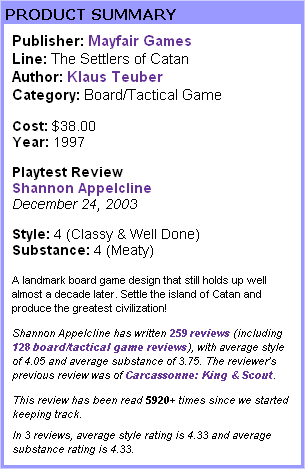 PRODUCT SUMMARY
Publisher: Mayfair Games
Line: The Settlers of Catan
Author: Klaus Teuber
Category: Board/Tactical Game
Cost: $38.00
Year: 1997
Playtest Review
Shannon Appelcline
December 24, 2003
Style: 4 (Classy & Well Done)
Substance: 4 (Meaty)
A landmark board game design that still holds up well
almost a decade later. Settle the island of Catan and
produce the greatest civilization!
Shannon Appelcline has written 259 reviews (including
128 board/tactical game reviews), with average style
of 4.05 and average substance of 3.75. The reviewer's
previous review was of Carcassonne: King & Scout.
This review has been read 5920+ times since we started
keeping track.
In 3 reviews, average style rating is 4.33 and average
substance rating is 4.33.